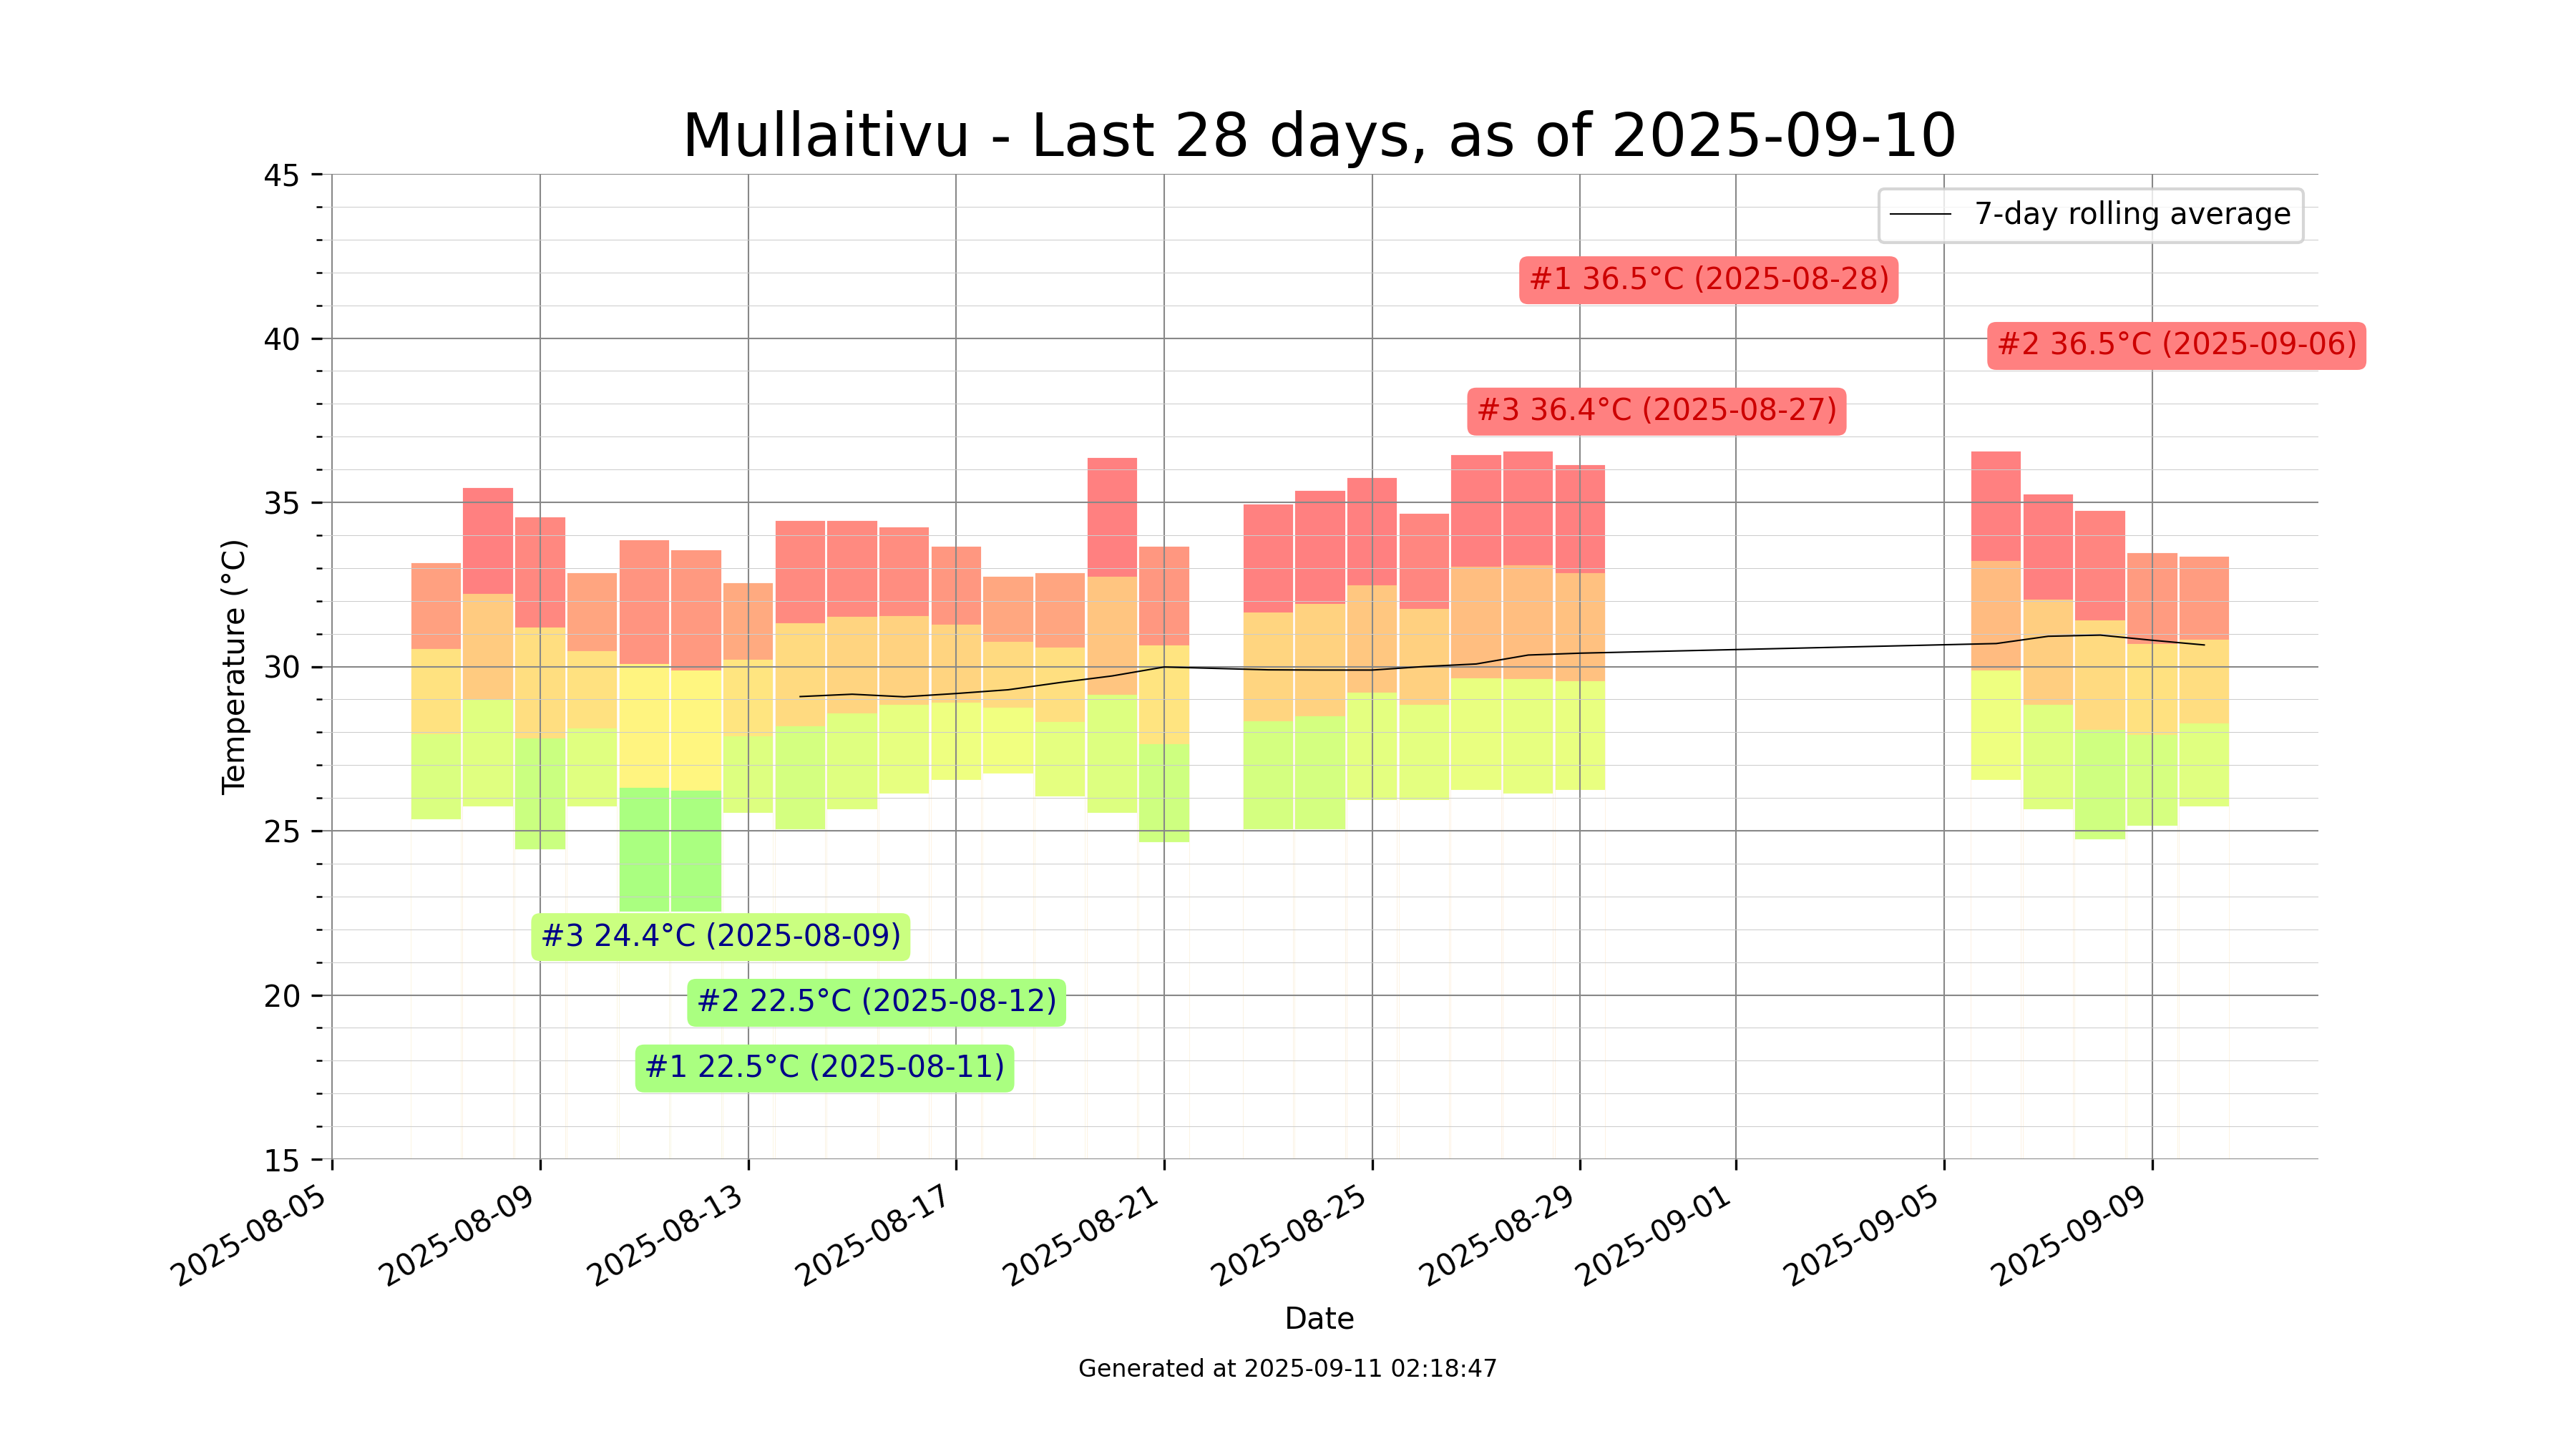 Mullaitivu - Last 28 days, as of 2025-09-10
7-day rolling average
#1 36.5°C (2025-08-28)
#2 36.5°C (2025-09-06)
#3 36.4°C (2025-08-27)
#3 24.4°C (2025-08-09)
#2 22.5°C (2025-08-12)
#1 22.5°C (2025-08-11)
Temperature (°C)
45
40
35
30
25
20
15
2025-08-05
2025-08-09
2025-08-13
2025-08-17
2025-08-21
2025-08-25
2025-08-29
2025-09-01
2025-09-05
2025-09-09
Date
Generated at 2025-09-11 02:18:47